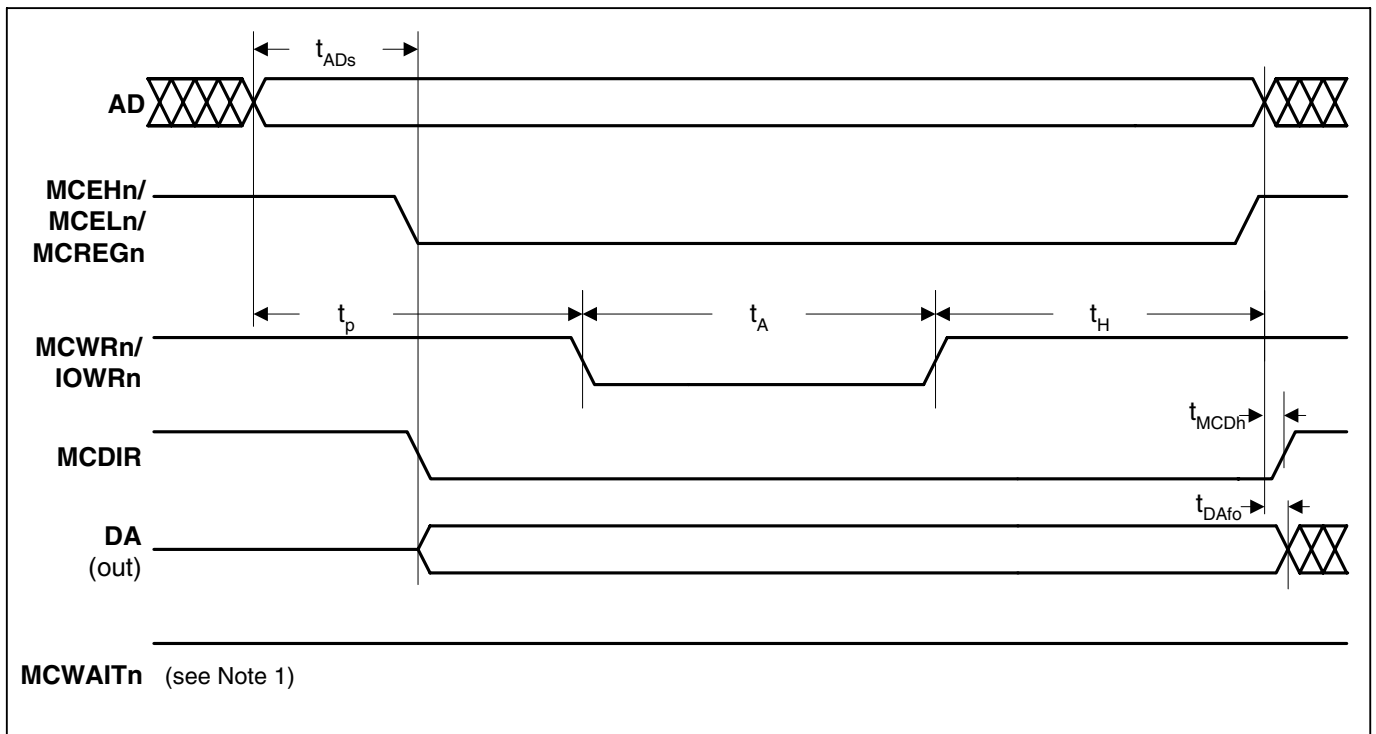 tADs
AD
MCEHn/
MCELn/
MCREGn
tp tA tH
MCWRn/
IOWRn
tMCDh
MCDIR
tDAfo
DA
(out)
MCWAITn (see Note 1)